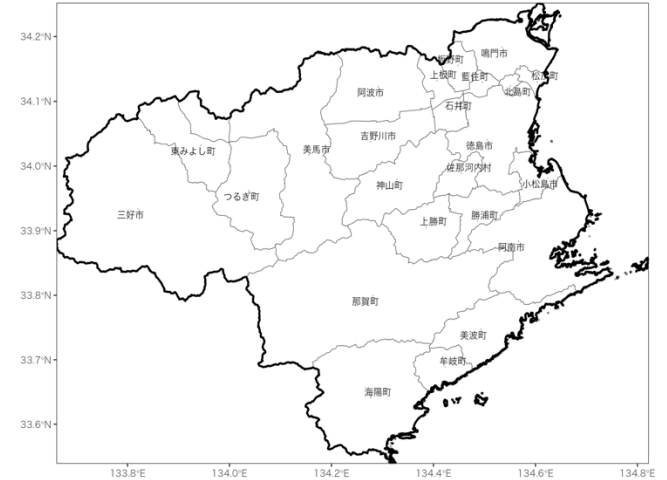 34.2°N
34.1°N
34.0°N
33.9°N
33.8°N
33.7°N
33.6°N
鳴門市
板野町
上板町
藍住町
松茂町
北島町
阿波市
石井町
吉野川市
徳島市
美馬市
東みよし町
佐那河内村
神山町
小松島市
つるぎ町
三好市
上勝町
勝浦町
阿南市
那賀町
美波町
牟岐町
海陽町
133.8°E
134.0°E
134.2°E
134.4°E
134.6°E
134.8°E